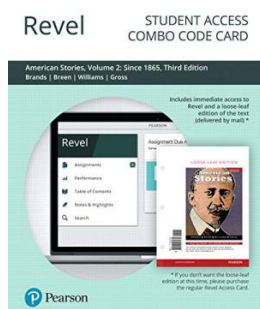 Revel
STUDENT ACCESS
COMBO CODE CARD
American Stories, Volume 2: Since 1865, Third Edition
Brands | Breen | Williams | Gross
Includes immediate access to
Revel and a loose-leaf
edition of the text
(delivered by mail) *
PEARSON
Revel
Assignments
Performance
Table of Contents
Notes & Highlights
Search
Assignment Due
LOOSE-LEAF EDITION
American
Stories
* If you don't want the loose-leaf
edition at this time, please purchase
the regular Revel Access Card.
Pearson